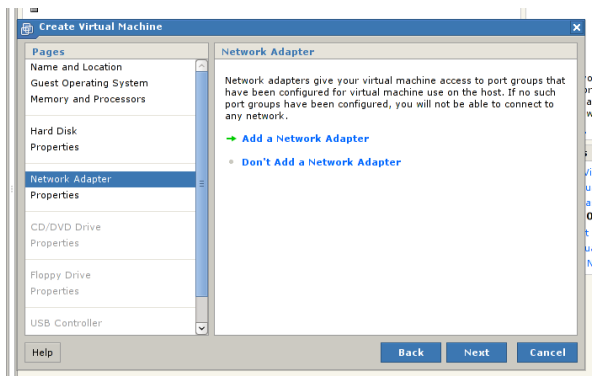 Create Virtual Machine
Pages
Name and Location
Guest Operating System
Memory and Processors
Hard Disk
Properties
Network Adapter
Properties
CD/DVD Drive
Properties
Floppy Drive
Properties
USB Controller
Network Adapter
Network adapters give your virtual machine access to port groups that
have been configured for virtual machine use on the host. If no such
port groups have been configured, you will not be able to connect to
any network.
Add a Network Adapter
Don't Add a Network Adapter
Help
Back
Next
Cancel